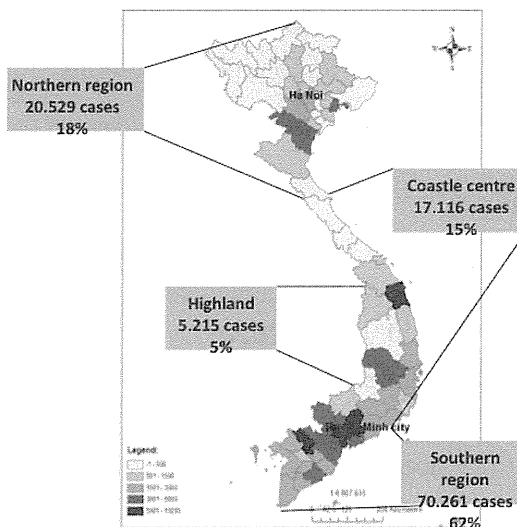 Northern region
20.529 cases
18%
Ha Noi
Coastle centre
17.116 cases
15%
Highland
5.215 cases
5%
Minh city
Southern
region
70.261 cases
62%
Legend: